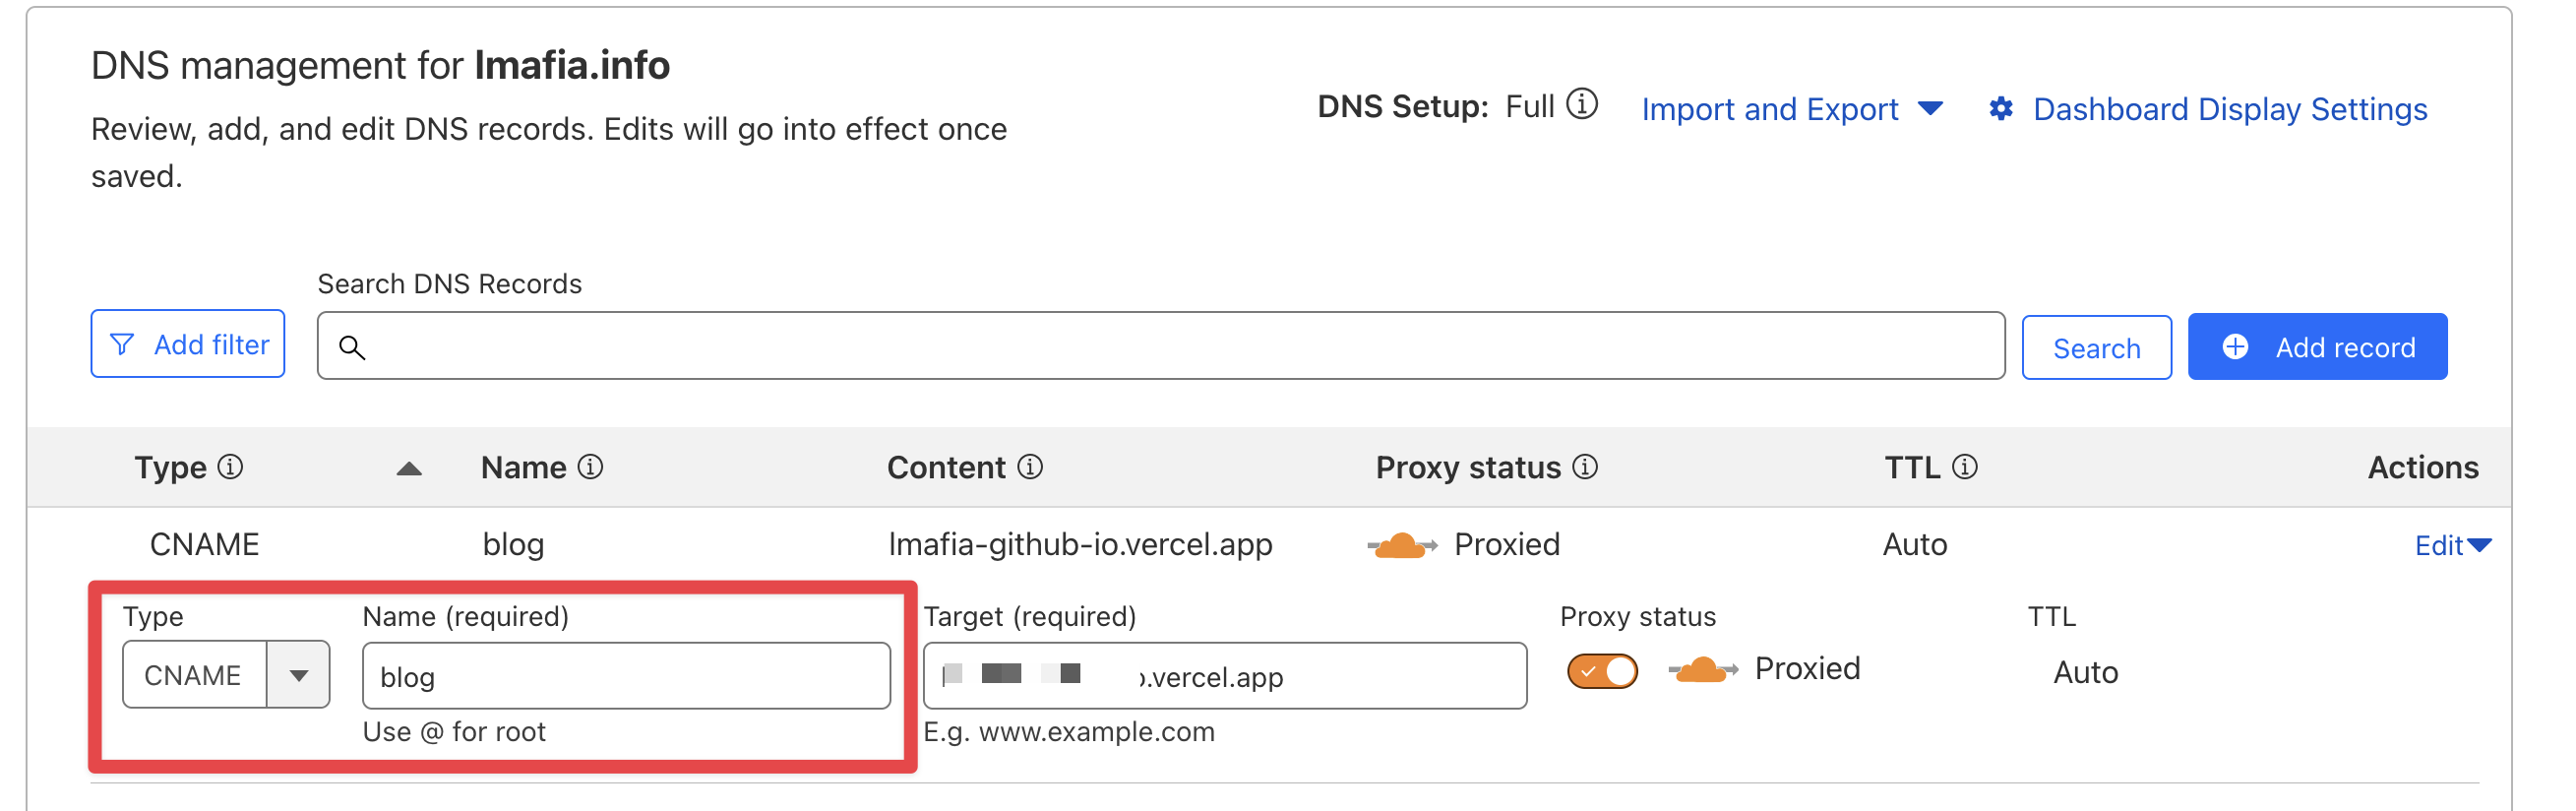 DNS management for lmafia.info
Review, add, and edit DNS records. Edits will go into effect once
saved.
DNS Setup: Full
Import and Export
Dashboard Display Settings
Search DNS Records
Add filter
Search
Add record
Type Name Content Proxy status TTL Actions
CNAME blog lmafia-github-io.vercel.app Proxied Auto Edit
Type Name (required) Target (required) Proxy status TTL
CNAME blog .vercel.app Proxied Auto
Use @ for root E.g. www.example.com